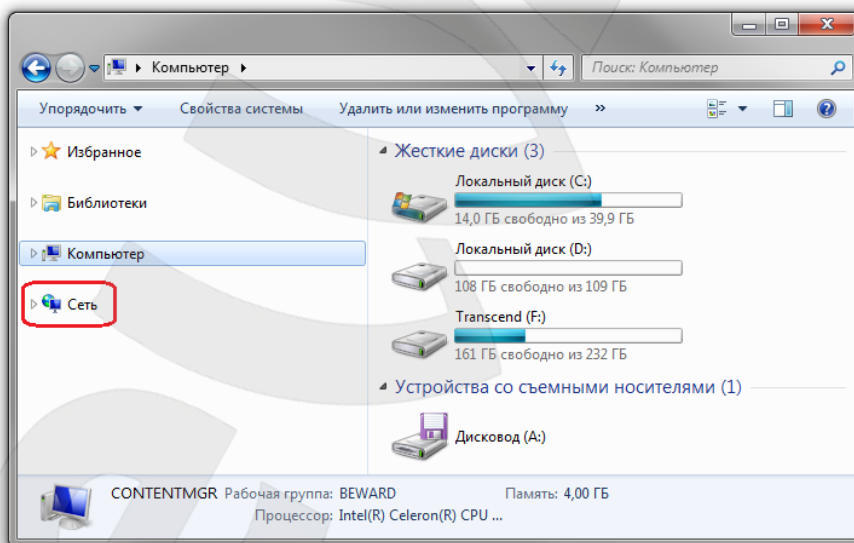 Компьютер
Поиск: Компьютер
Упорядочить Свойства системы Удалить или изменить программу »
Избранное
Библиотеки
Компьютер
Сеть
Жесткие диски (3)
Локальный диск (C:)
14,0 ГБ свободно из 39,9 ГБ
Локальный диск (D:)
108 ГБ свободно из 109 ГБ
Transcend (F:)
161 ГБ свободно из 232 ГБ
Устройства со съемными носителями (1)
Дисковод (A:)
CONTENTMGR Рабочая группа: BEWARD Память: 4,00 ГБ
Процессор: Intel(R) Celeron(R) CPU ...